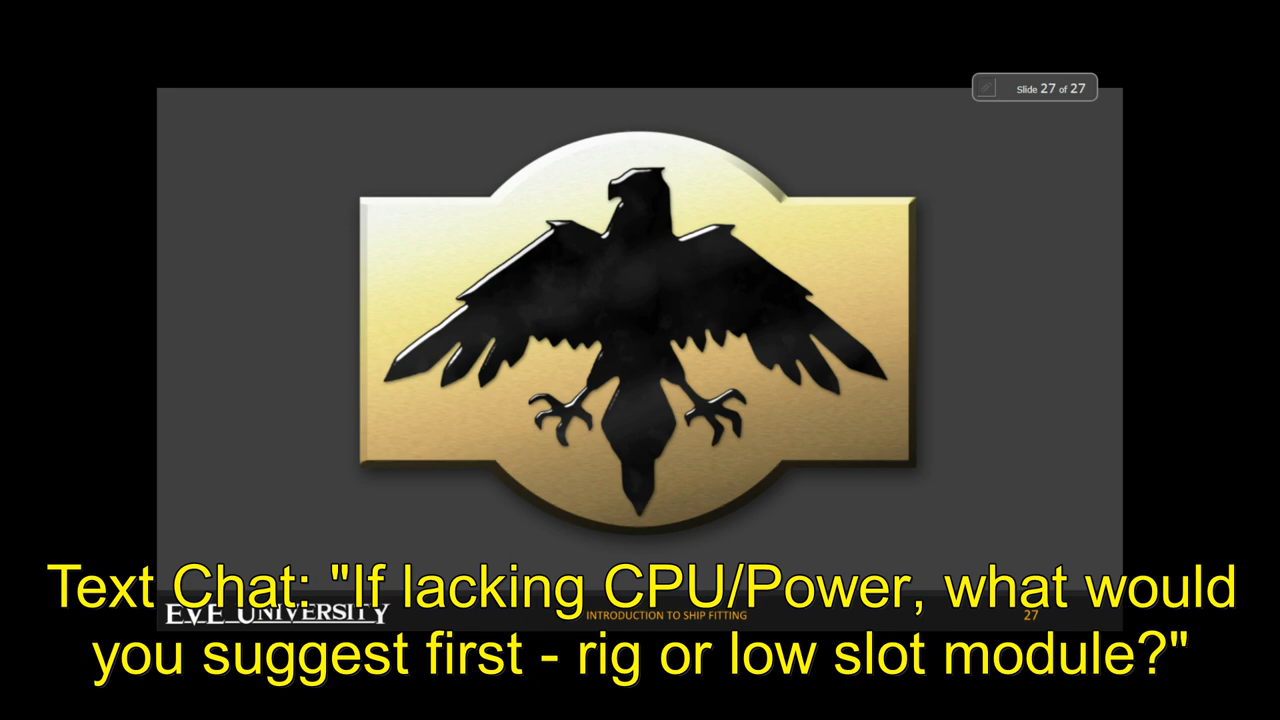 Slide 27 of 27
Text Chat: "If lacking CPU/Power, what would
you suggest first - rig or low slot module?"
EVE UNIVERSITY
INTRODUCTION TO SHIP FITTING
27